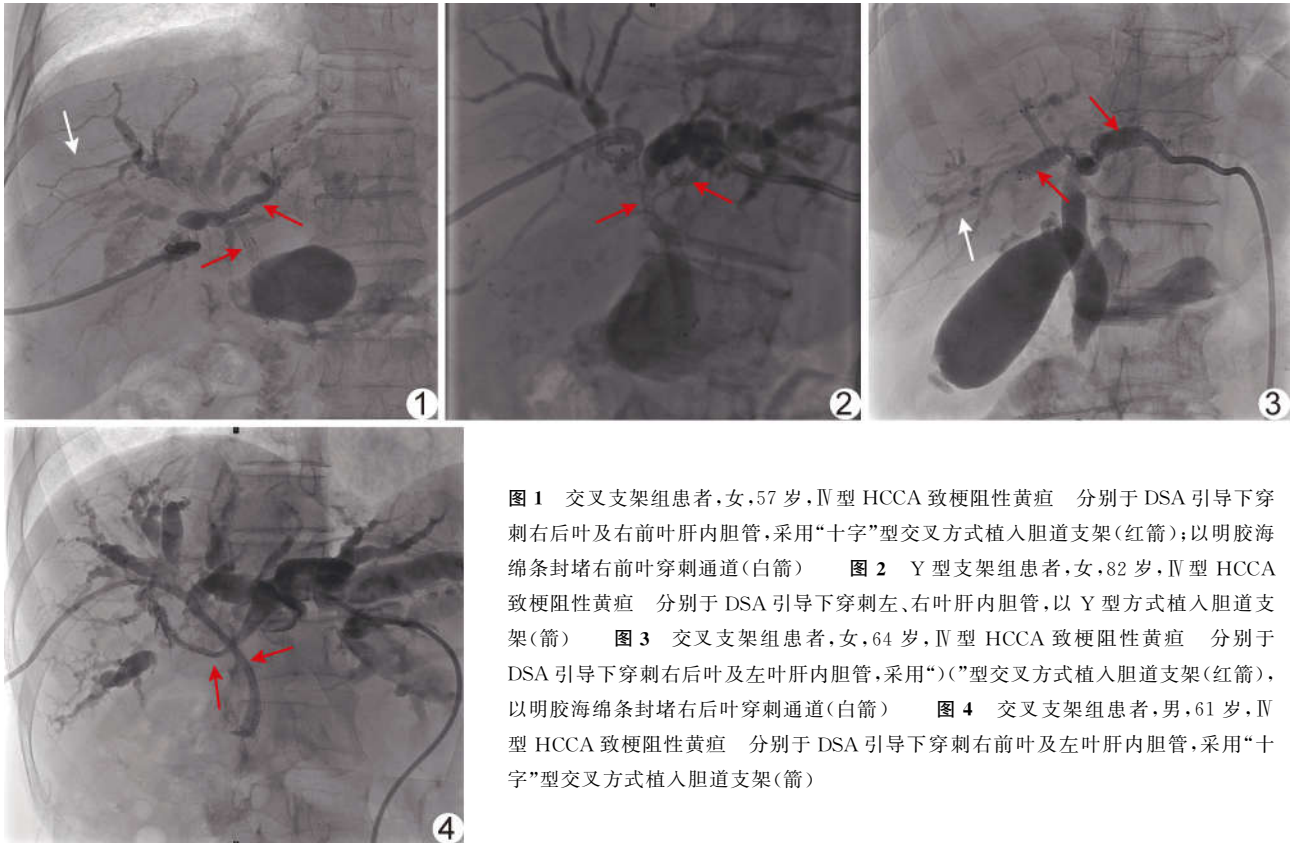 1
2
3
4
图 1 交叉支架组患者,女,57 岁,Ⅳ型 HCCA 致梗阻性黄疸 分别于 DSA 引导下穿
刺右后叶及右前叶肝内胆管,采用“十字”型交叉方式植入胆道支架(红箭);以明胶海
绵条封堵右前叶穿刺通道(白箭) 图 2 Y 型支架组患者,女,82 岁,Ⅳ型 HCCA
致梗阻性黄疸 分别于 DSA 引导下穿刺左、右叶肝内胆管,以 Y 型方式植入胆道支
架(箭) 图 3 交叉支架组患者,女,64 岁,Ⅳ型 HCCA 致梗阻性黄疸 分别于
DSA 引导下穿刺右后叶及左叶肝内胆管,采用“)(”型交叉方式植入胆道支架(红箭),
以明胶海绵条封堵右后叶穿刺通道(白箭) 图 4 交叉支架组患者,男,61 岁,Ⅳ
型 HCCA 致梗阻性黄疸 分别于 DSA 引导下穿刺右前叶及左叶肝内胆管,采用“十
字”型交叉方式植入胆道支架(箭)